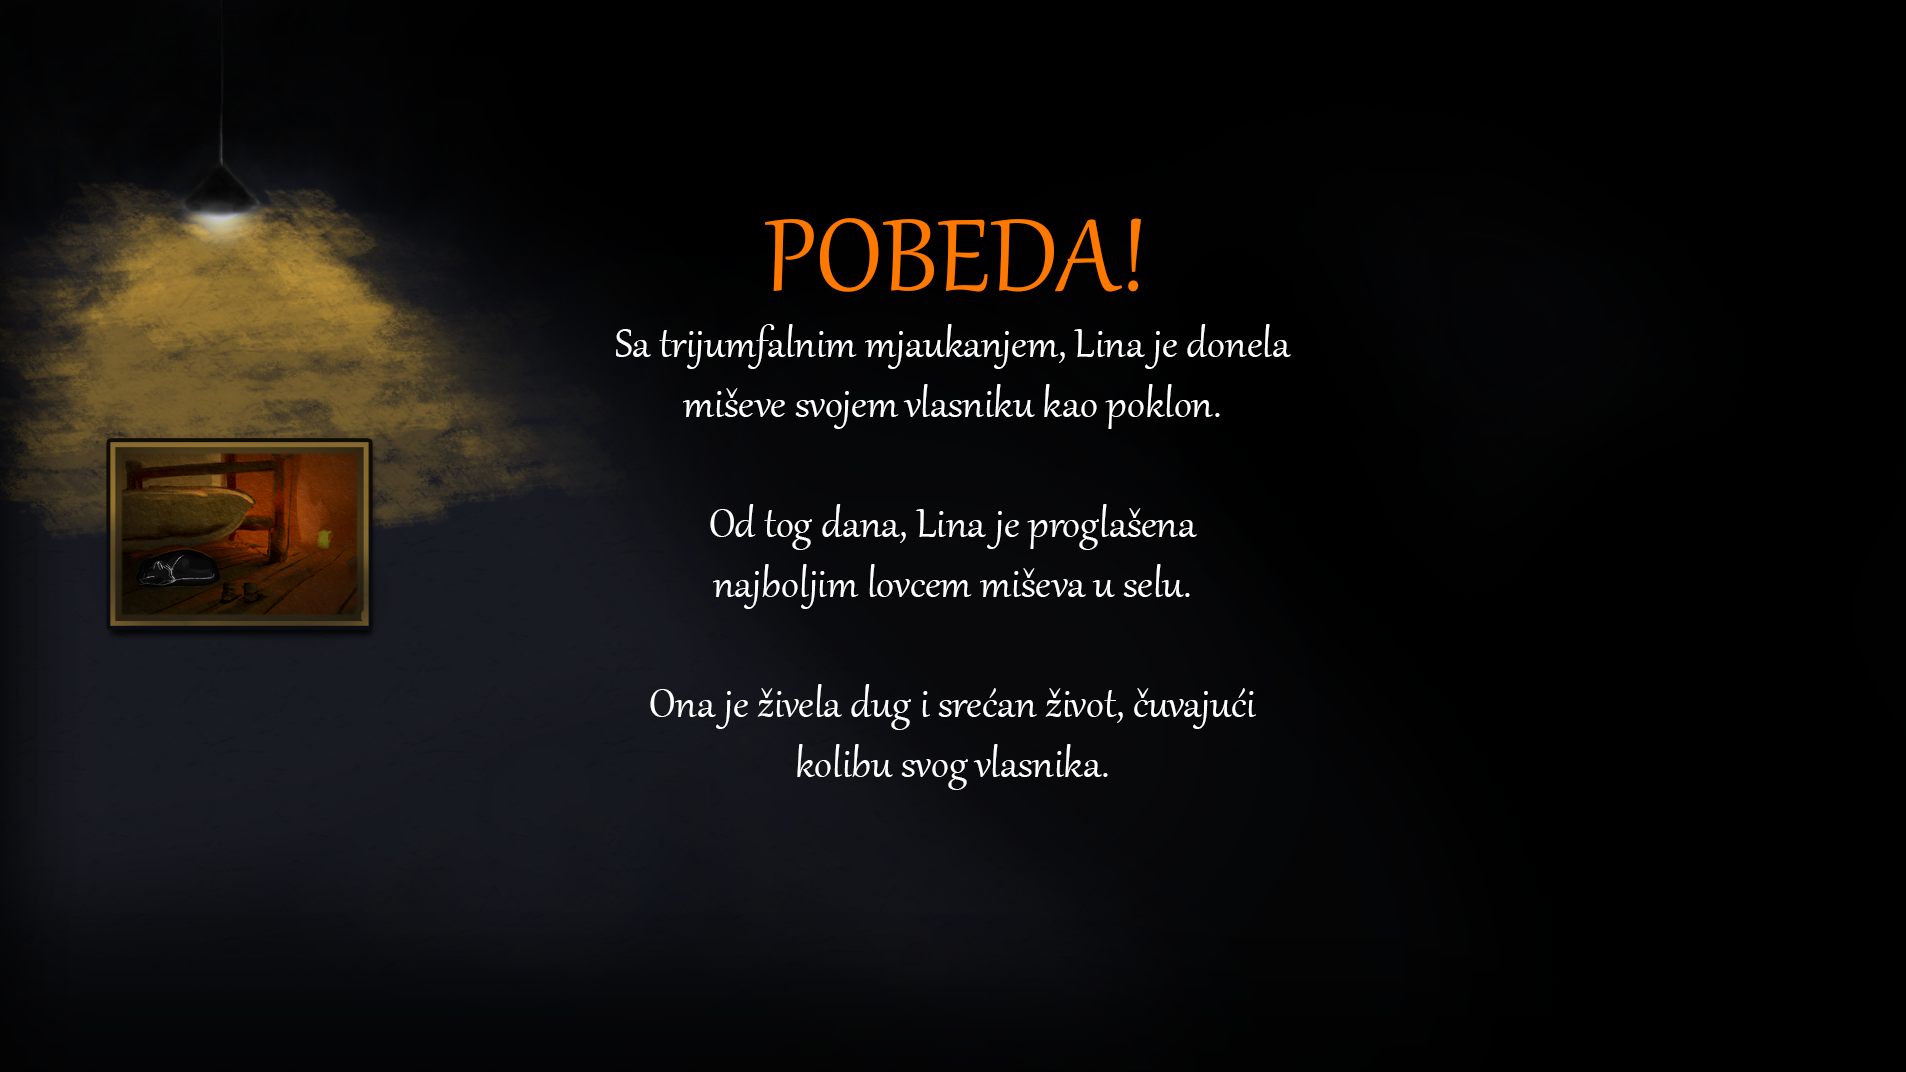 POBEDA!
Sa trijumfalnim mjaukanjem, Lina je donela
miševe svojem vlasniku kao poklon.
Od tog dana, Lina je proglašena
najboljim lovcem miševa u selu.
Ona je živela dug i srećan život, čuvajući
kolibu svog vlasnika.